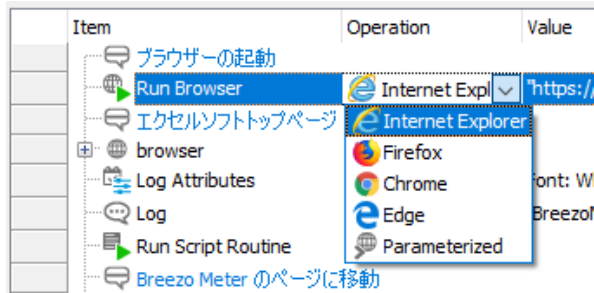 Item Operation Value
ブラウザーの起動
Run Browser Internet Expl "https://
エクセルソフトトップページ Internet Explorer
browser Firefox
Log Attributes Chrome Font: W
Log Edge BreezoM
Run Script Routine Parameterized
Breezo Meter のページに移動